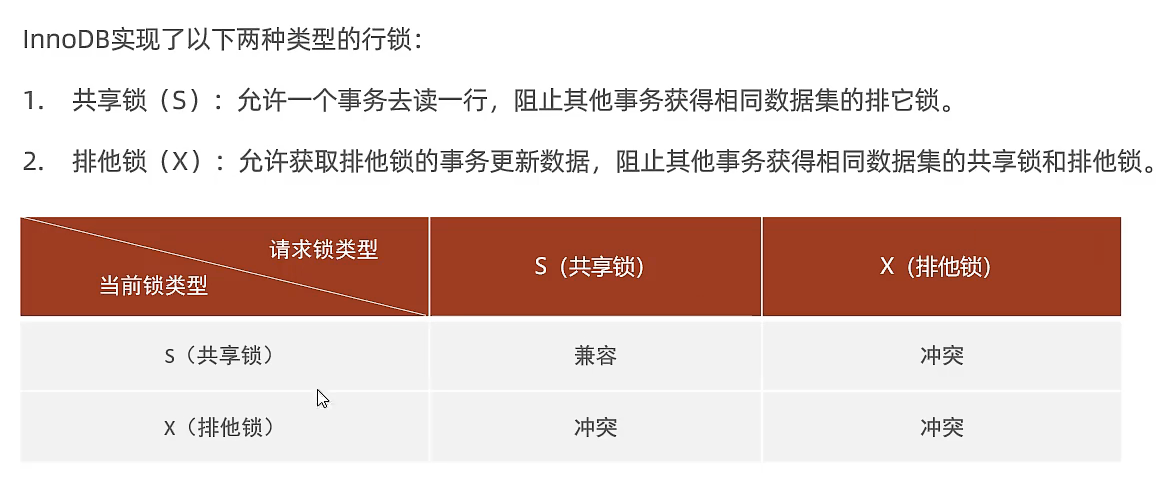 InnoDB实现了以下两种类型的行锁：
1. 共享锁（S）：允许一个事务去读一行，阻止其他事务获得相同数据集的排它锁。
2. 排他锁（X）：允许获取排他锁的事务更新数据，阻止其他事务获得相同数据集的共享锁和排他锁。
请求锁类型
当前锁类型
S（共享锁） X（排他锁）
S（共享锁） 兼容 冲突
X（排他锁） 冲突 冲突